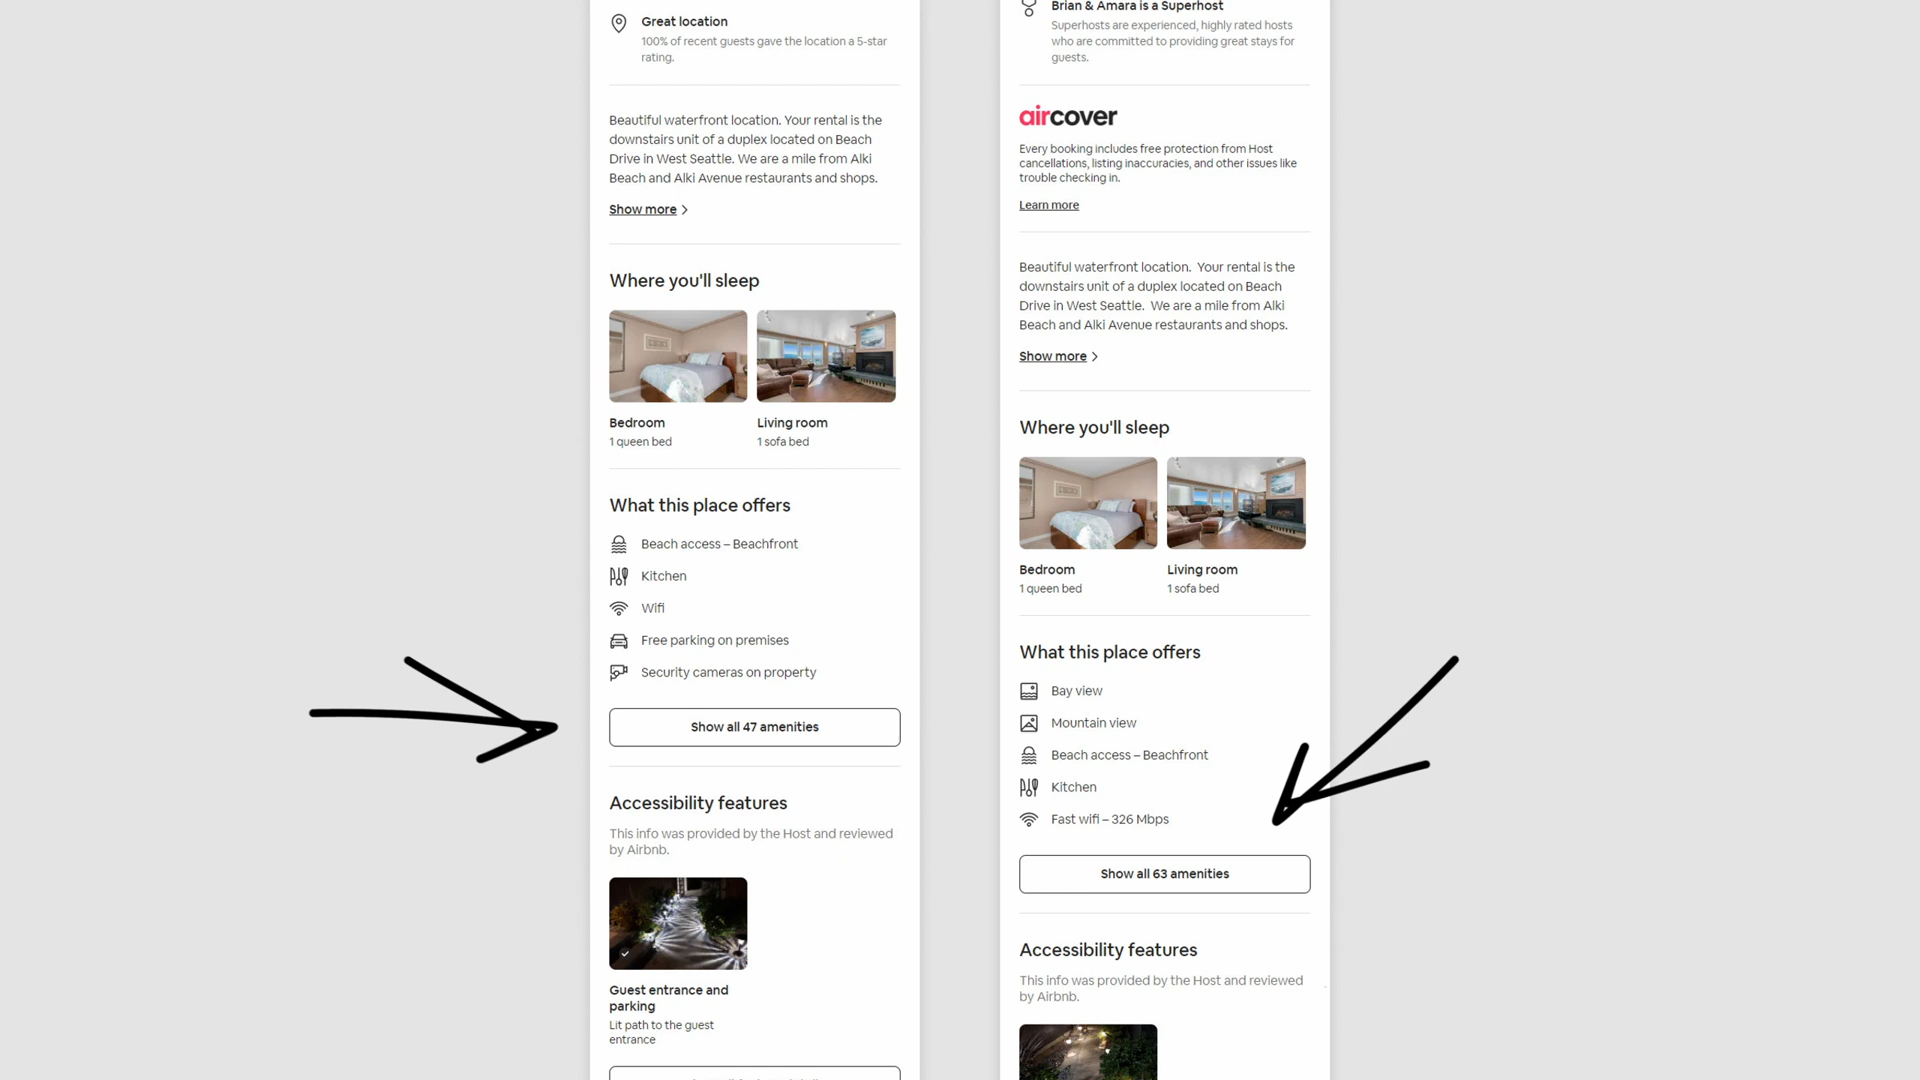 Great location
100% of recent guests gave the location a 5-star
rating.
Beautiful waterfront location. Your rental is the
downstairs unit of a duplex located on Beach
Drive in West Seattle. We are a mile from Alki
Beach and Alki Avenue restaurants and shops.
Show more
Where you'll sleep
Bedroom
1 queen bed
Living room
1 sofa bed
What this place offers
Beach access – Beachfront
Kitchen
Wifi
Free parking on premises
Security cameras on property
Show all 47 amenities
Accessibility features
This info was provided by the Host and reviewed
by Airbnb.
Guest entrance and
parking
Lit path to the guest
entrance
Brian & Amara is a Superhost
Superhosts are experienced, highly rated hosts
who are committed to providing great stays for
guests.
aircover
Every booking includes free protection from Host
cancellations, listing inaccuracies, and other issues like
trouble checking in.
Learn more
Beautiful waterfront location.  Your rental is the
downstairs unit of a duplex located on Beach
Drive in West Seattle.  We are a mile from Alki
Beach and Alki Avenue restaurants and shops.
Show more
Where you'll sleep
Bedroom
1 queen bed
Living room
1 sofa bed
What this place offers
Bay view
Mountain view
Beach access – Beachfront
Kitchen
Fast wifi – 326 Mbps
Show all 63 amenities
Accessibility features
This info was provided by the Host and reviewed
by Airbnb.